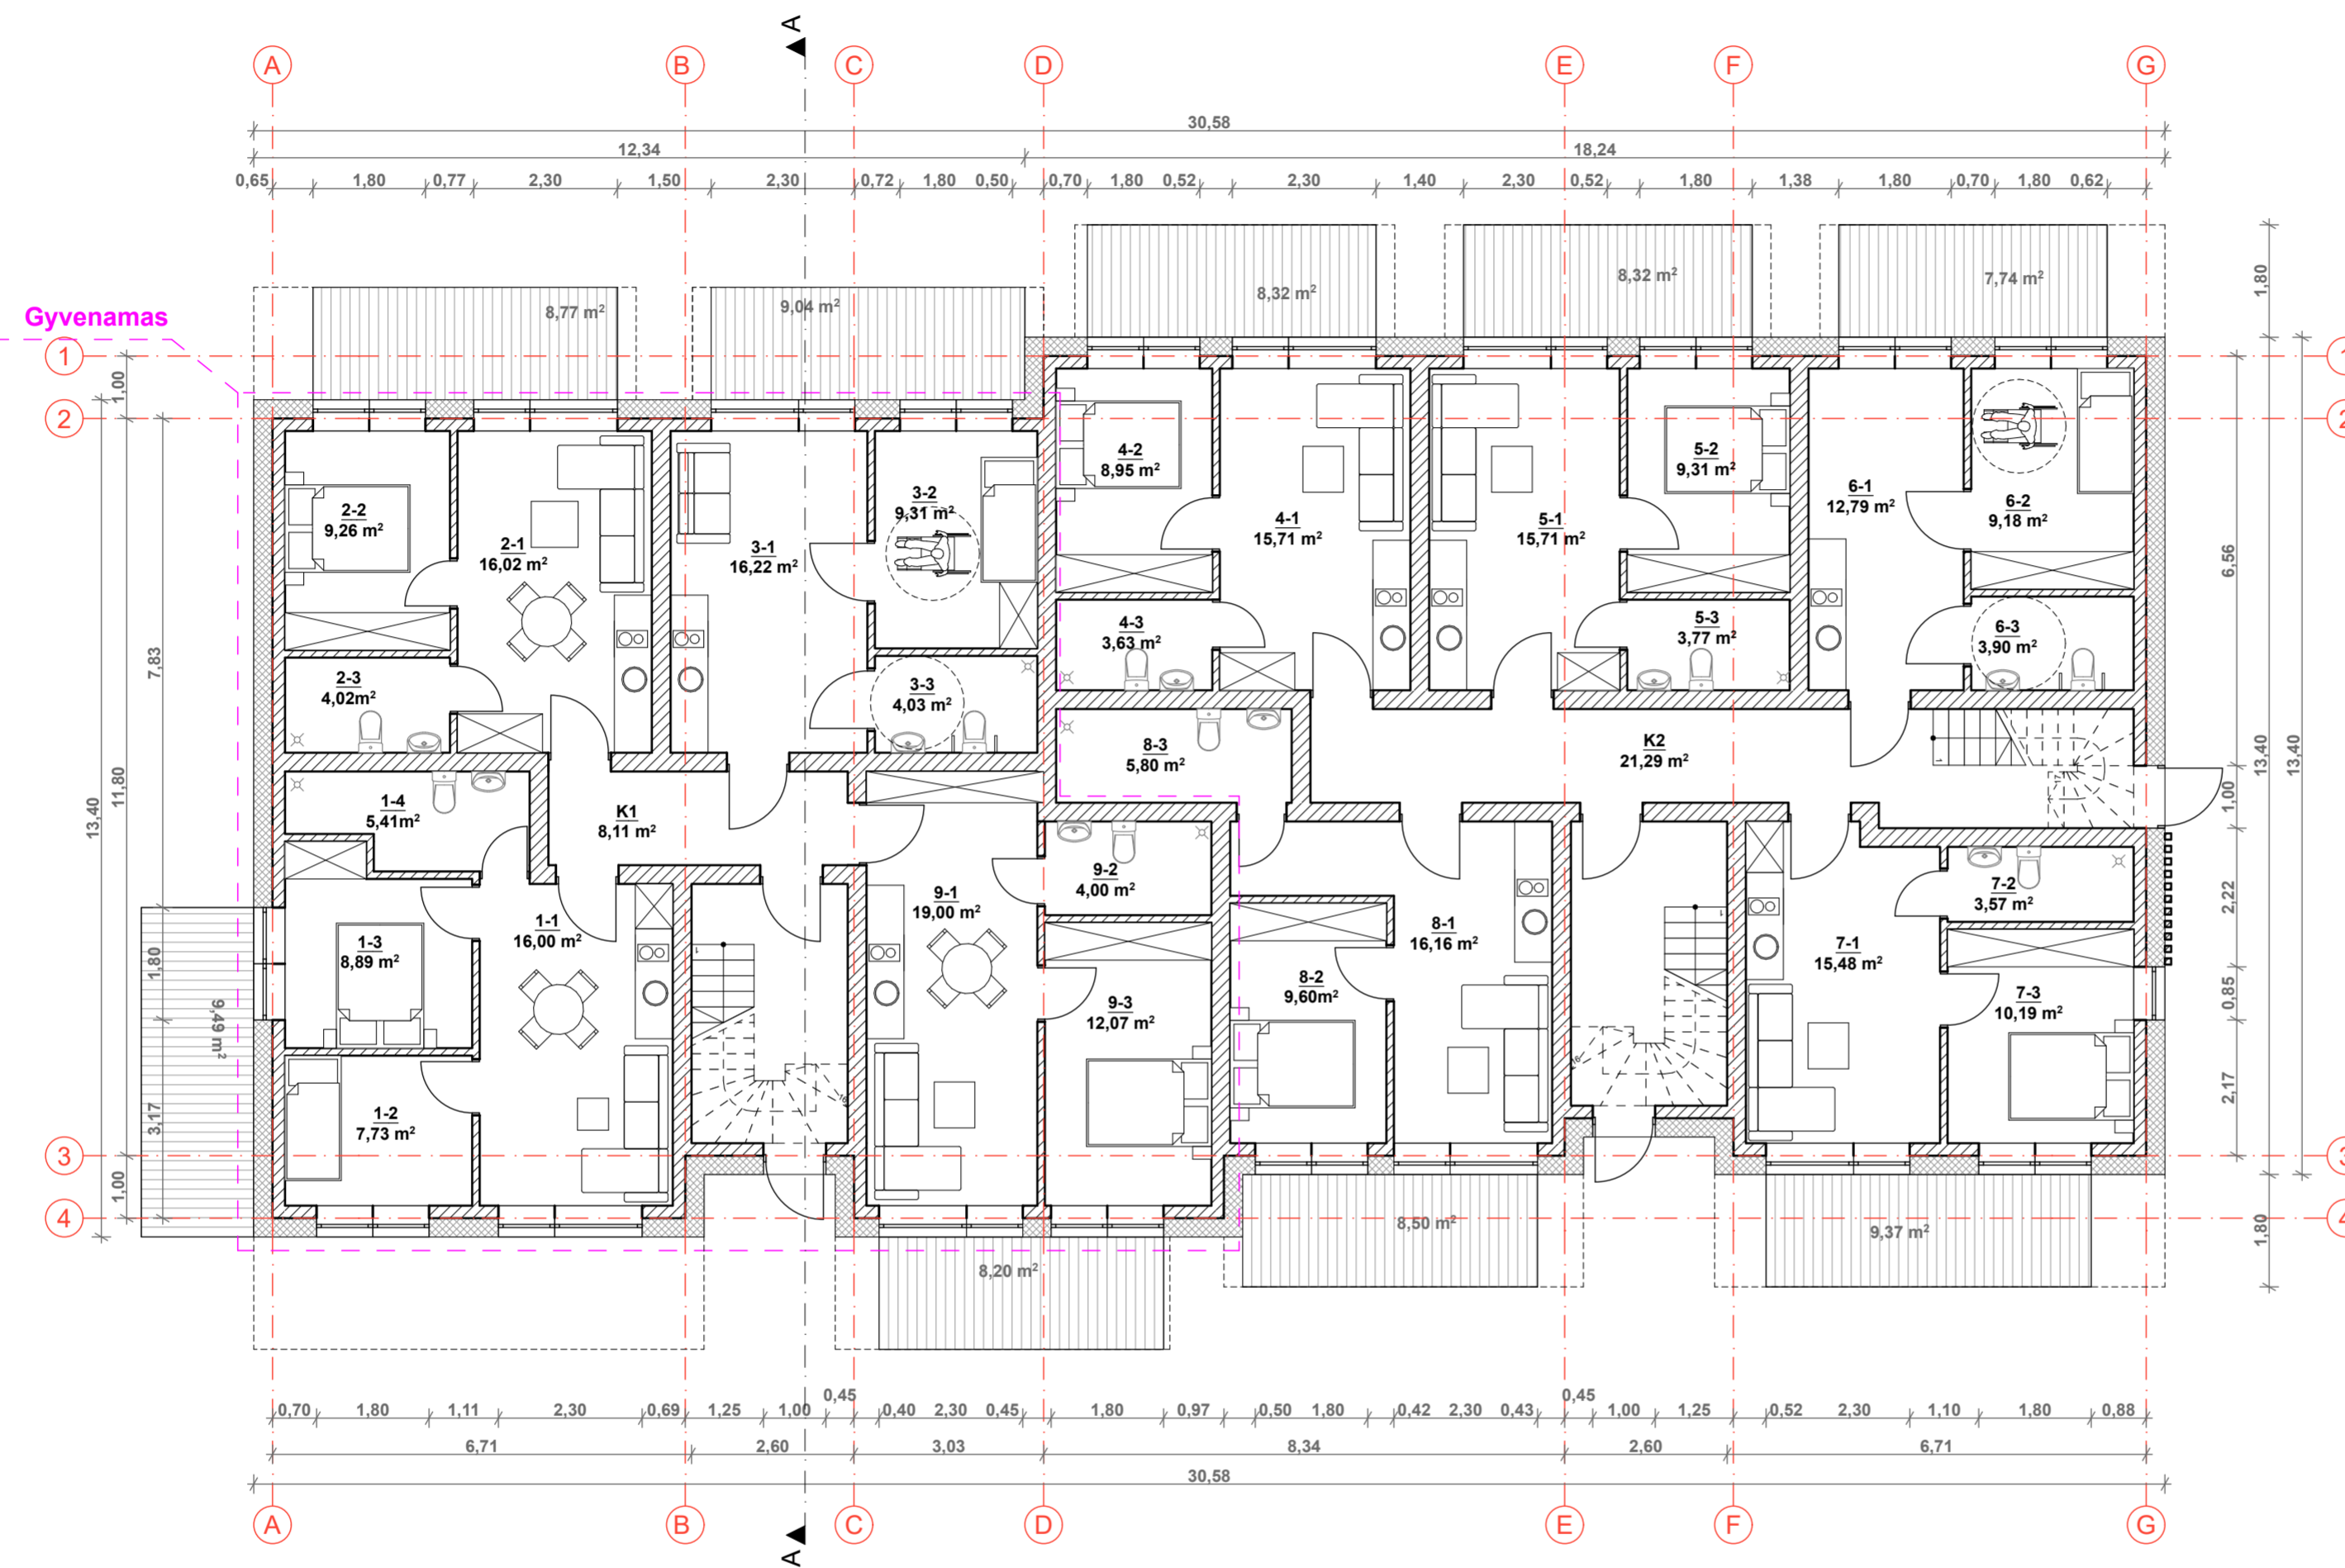 A
A B C D E F G
30,58
12,34 18,24
0,65 1,80 0,77 2,30 1,50 2,30 0,72 1,80 0,50 0,70 1,80 0,52 2,30 1,40 2,30 0,52 1,80 1,38 1,80 0,70 1,80 0,62
8,77 m²
9,04 m²
8,32 m²
8,32 m²
7,74 m²
1,80
Gyvenamas
1
1
2
2
1,00
7,83
11,80
13,40
2-2
9,26 m²
2-1
16,02 m²
2-3
4,02m²
3-1
16,22 m²
3-2
9,31 m²
3-3
4,03 m²
4-2
8,95 m²
4-1
15,71 m²
4-3
3,63 m²
5-1
15,71 m²
5-2
9,31 m²
5-3
3,77 m²
6-1
12,79 m²
6-2
9,18 m²
6-3
3,90 m²
6,56
13,40
13,40
1,00
2,22
0,85
2,17
1-4
5,41m²
K1
8,11 m²
8-3
5,80 m²
K2
21,29 m²
1
1-3
8,89 m²
1-1
16,00 m²
1-2
7,73 m²
1
16
9-1
19,00 m²
9-2
4,00 m²
9-3
12,07 m²
8-1
16,16 m²
8-2
9,60m²
1
16
7-1
15,48 m²
7-2
3,57 m²
7-3
10,19 m²
1,80
9,49 m²
3,17
1,00
3
3
4
4
8,20 m²
8,50 m²
9,37 m²
1,80
0,70 1,80 1,11 2,30 0,69 1,25 1,00 0,45 0,40 2,30 0,45 1,80 0,97 0,50 1,80 0,42 2,30 0,43 0,45 1,00 1,25 0,52 2,30 1,10 1,80 0,88
6,71 2,60 3,03 8,34 2,60 6,71
30,58
A B C D E F G
A